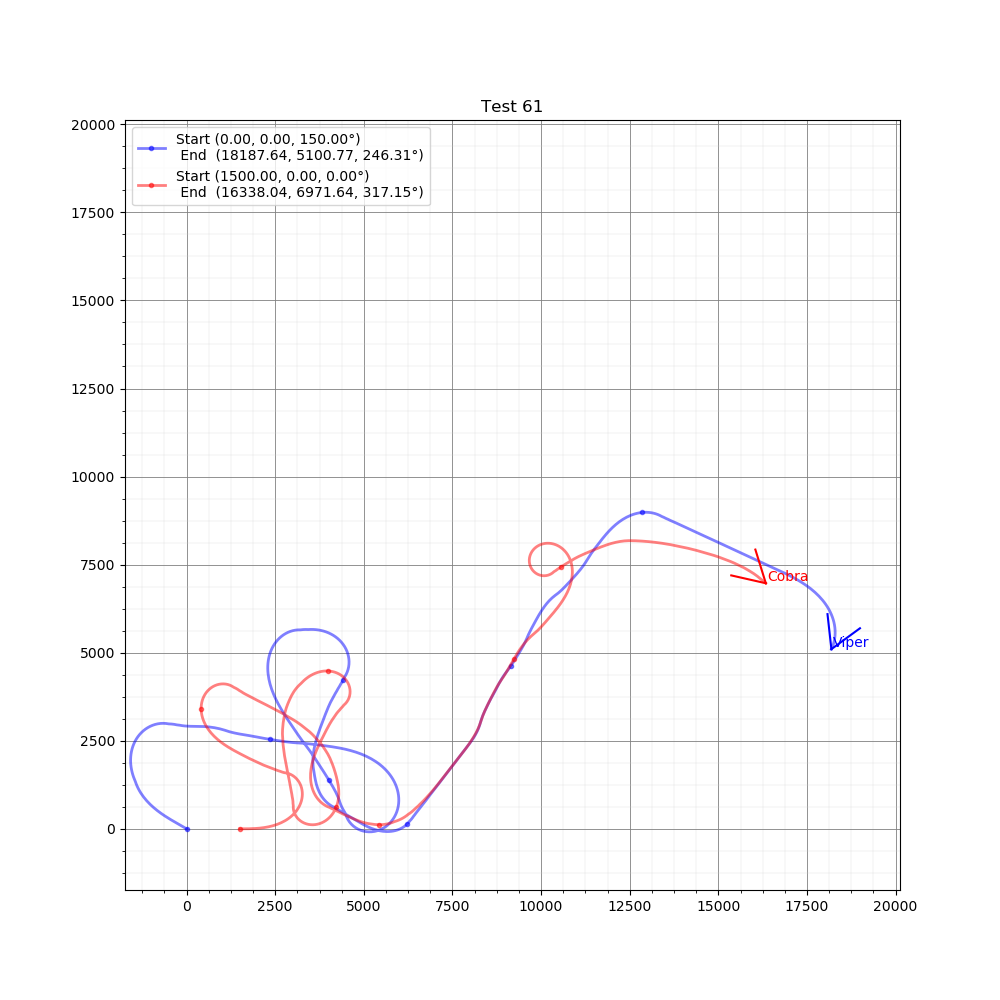 Test 61
Start (0.00, 0.00, 150.00°)
End (18187.64, 5100.77, 246.31°)
Start (1500.00, 0.00, 0.00°)
End (16338.04, 6971.64, 317.15°)
20000
17500
15000
12500
10000
7500
5000
2500
0
Cobra
Viper
0 2500 5000 7500 10000 12500 15000 17500 20000